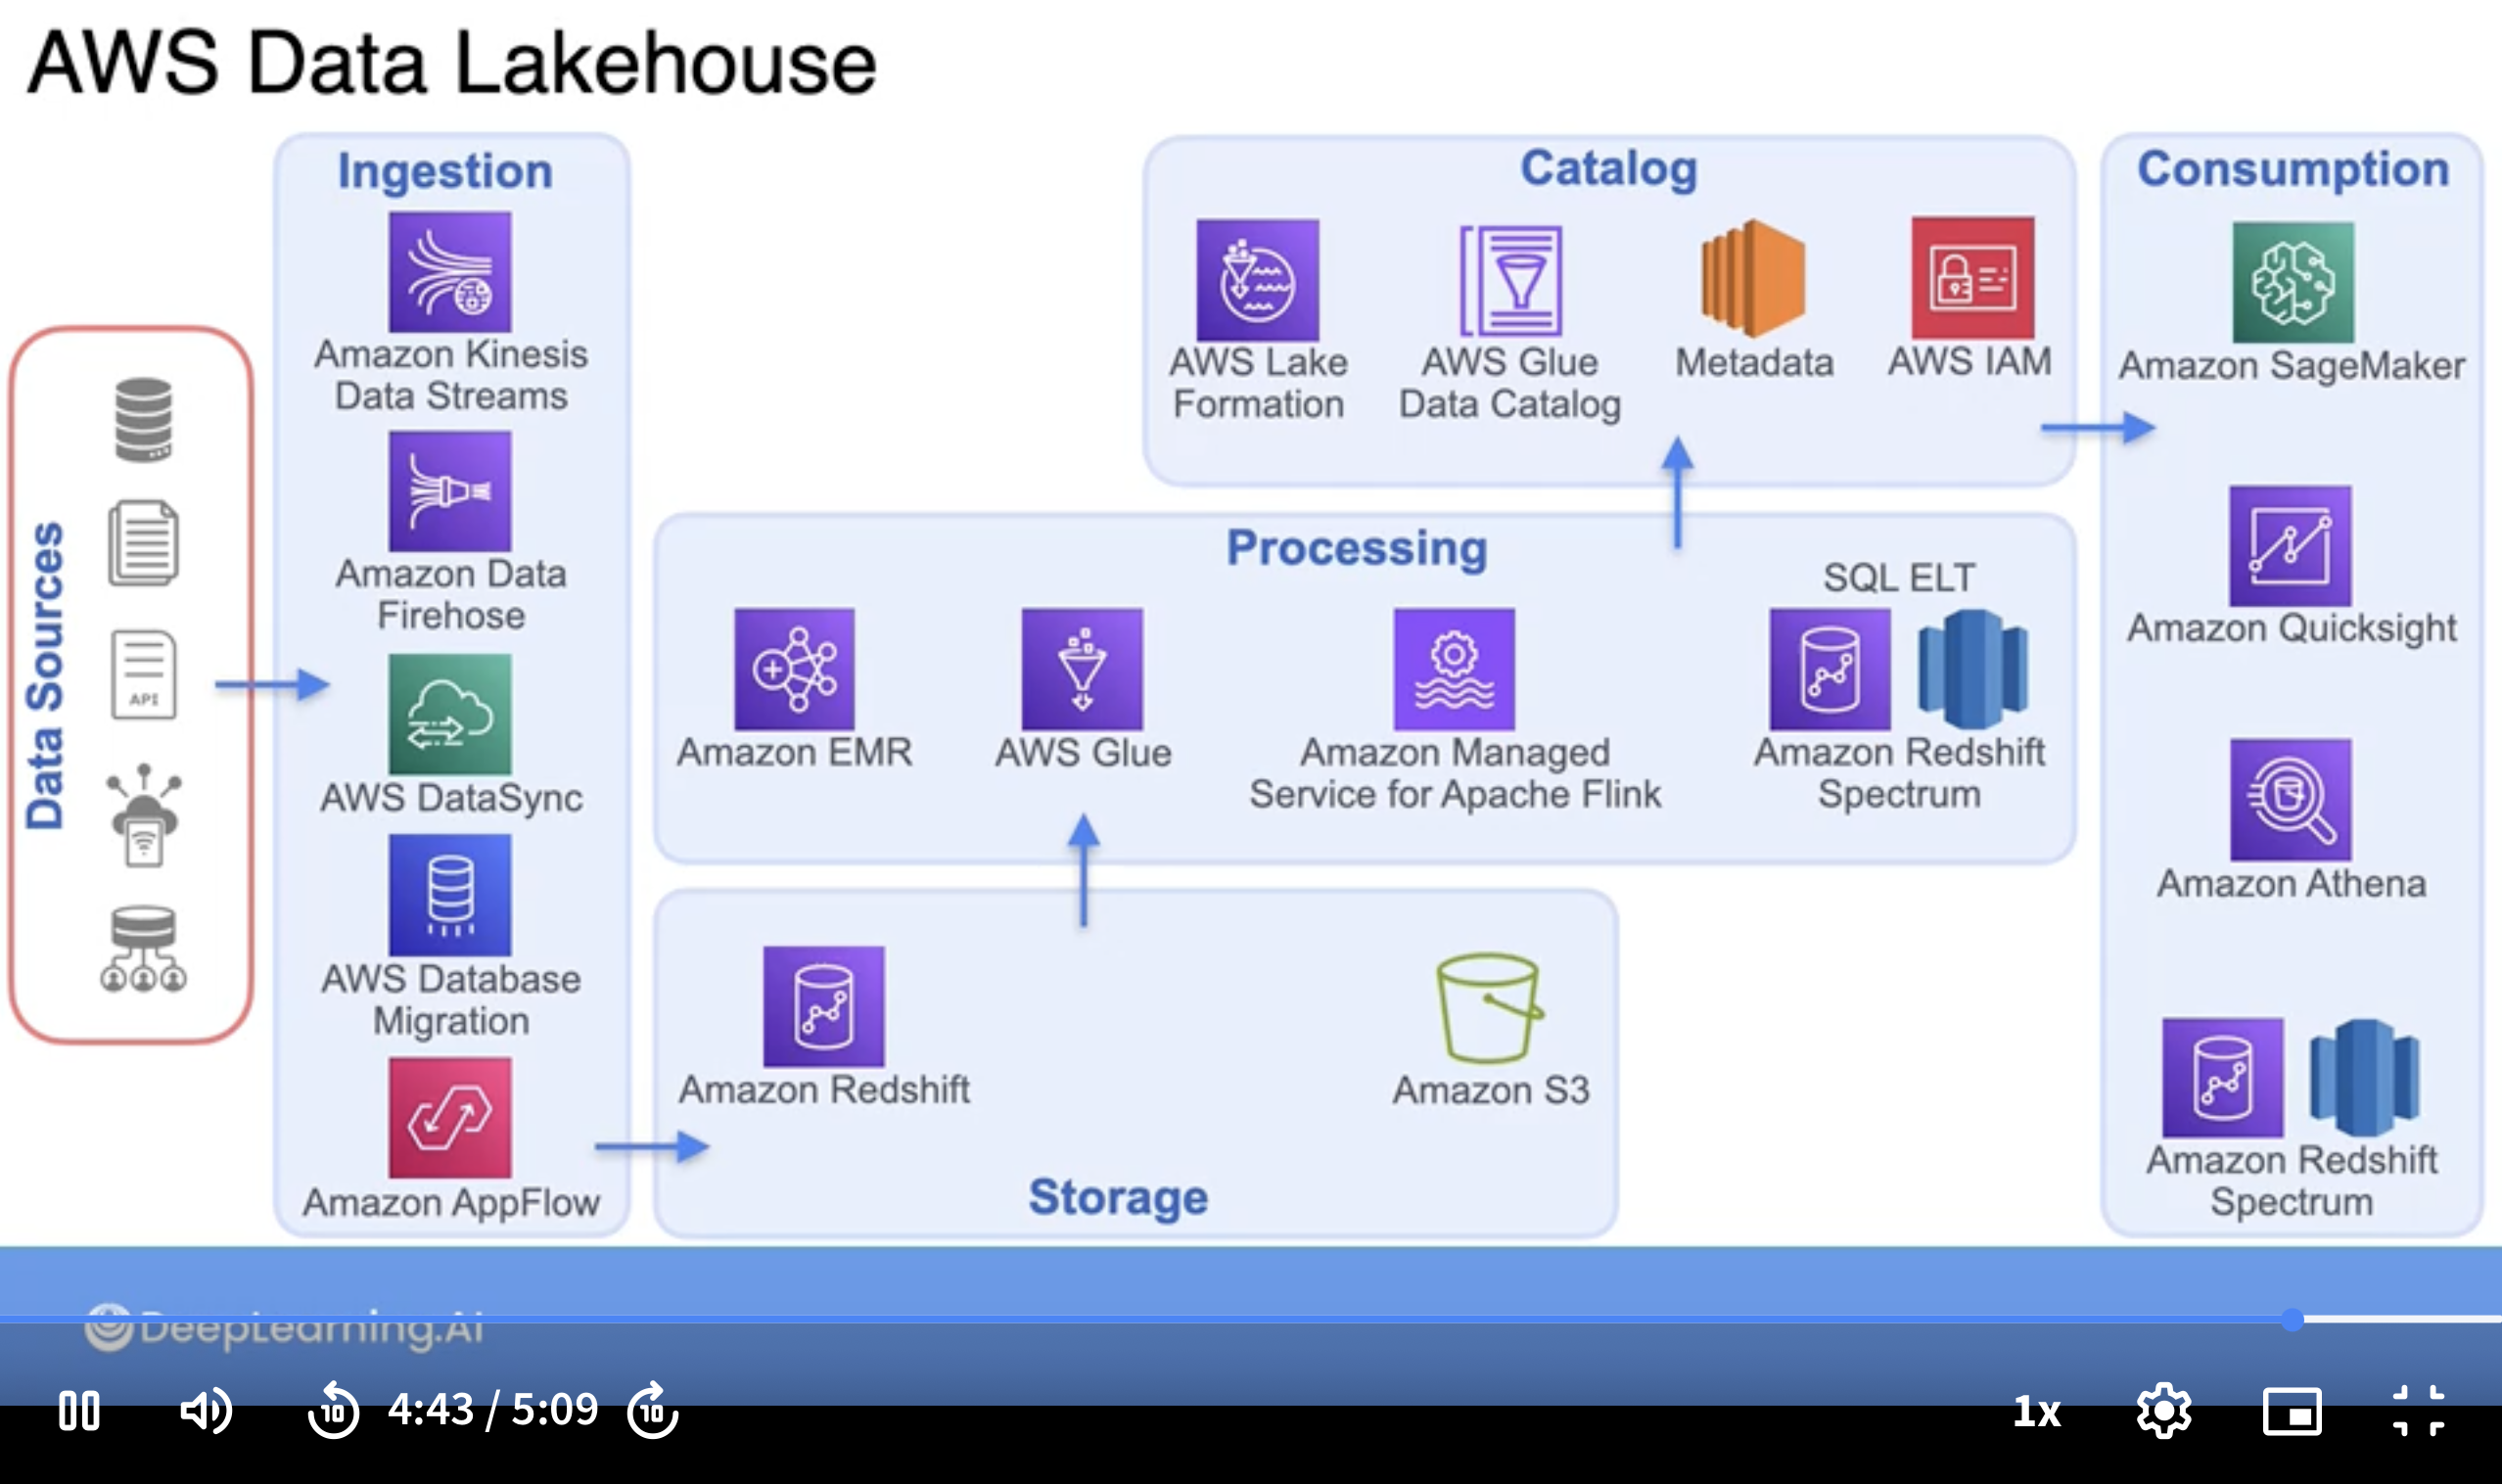 AWS Data Lakehouse
Data Sources
API
Ingestion
Amazon Kinesis
Data Streams
Amazon Data
Firehose
AWS DataSync
AWS Database
Migration
Amazon AppFlow
Catalog
AWS Lake
Formation
AWS Glue
Data Catalog
Metadata
AWS IAM
Processing
Amazon EMR
AWS Glue
Amazon Managed
Service for Apache Flink
SQL ELT
Amazon Redshift
Spectrum
Amazon Redshift
Amazon S3
Storage
Consumption
Amazon SageMaker
Amazon Quicksight
Amazon Athena
Amazon Redshift
Spectrum
DeepLearning.AI
10
4:43 / 5:09
10
1x